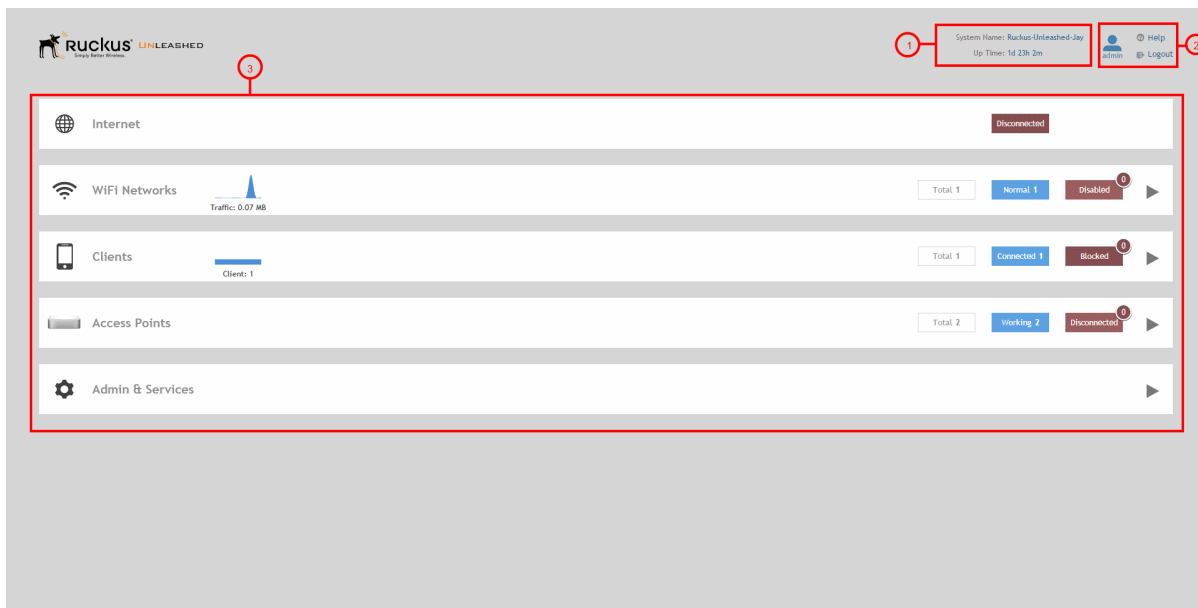 Ruckus UNLEASHED
Simply Better Wireless.
System Name: Ruckus-Unleashed-Jay
Up Time: 1d 23h 2m
1
admin
Help
Logout
2
3
Internet
Disconnected
WiFi Networks
Traffic: 0.07 MB
Total 1
Normal 1
Disabled
0
Clients
Client: 1
Total 1
Connected 1
Blocked
0
Access Points
Total 2
Working 2
Disconnected
0
Admin & Services